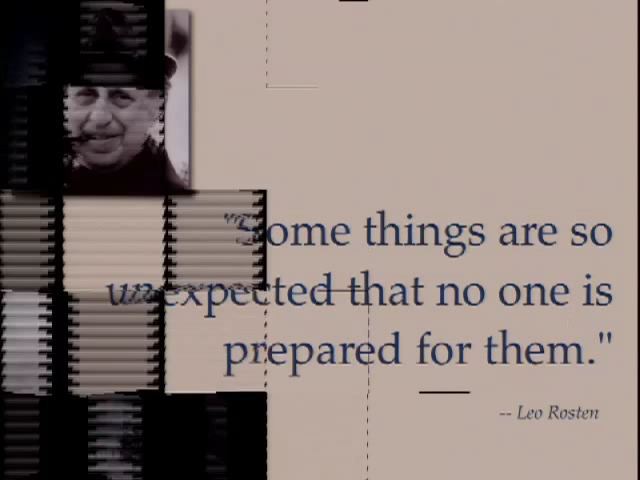 "Some things are so
unexpected that no one is
prepared for them."
-- Leo Rosten